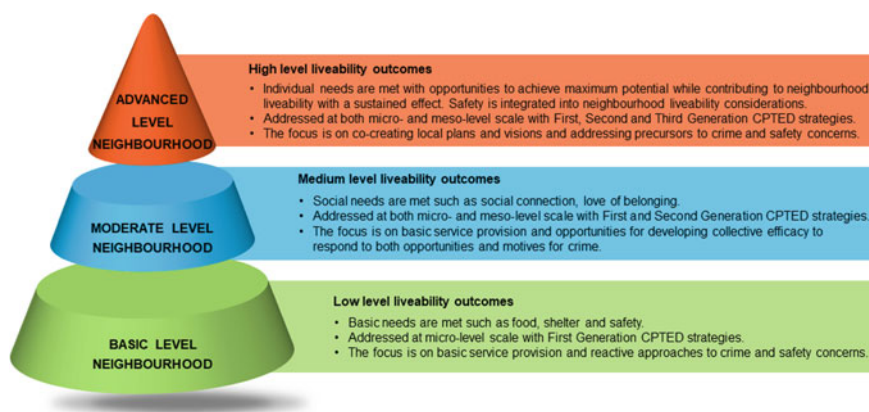 ADVANCED
LEVEL
NEIGHBOURHOOD
High level liveability outcomes
• Individual needs are met with opportunities to achieve maximum potential while contributing to neighbourhood
liveability with a sustained effect. Safety is integrated into neighbourhood liveability considerations.
• Addressed at both micro- and meso-level scale with First, Second and Third Generation CPTED strategies.
• The focus is on co-creating local plans and visions and addressing precursors to crime and safety concerns.
MODERATE LEVEL
NEIGHBOURHOOD
Medium level liveability outcomes
• Social needs are met such as social connection, love of belonging.
• Addressed at both micro- and meso-level scale with First and Second Generation CPTED strategies.
• The focus is on basic service provision and opportunities for developing collective efficacy to
respond to both opportunities and motives for crime.
BASIC LEVEL
NEIGHBOURHOOD
Low level liveability outcomes
• Basic needs are met such as food, shelter and safety.
• Addressed at micro-level scale with First Generation CPTED strategies.
• The focus is on basic service provision and reactive approaches to crime and safety concerns.